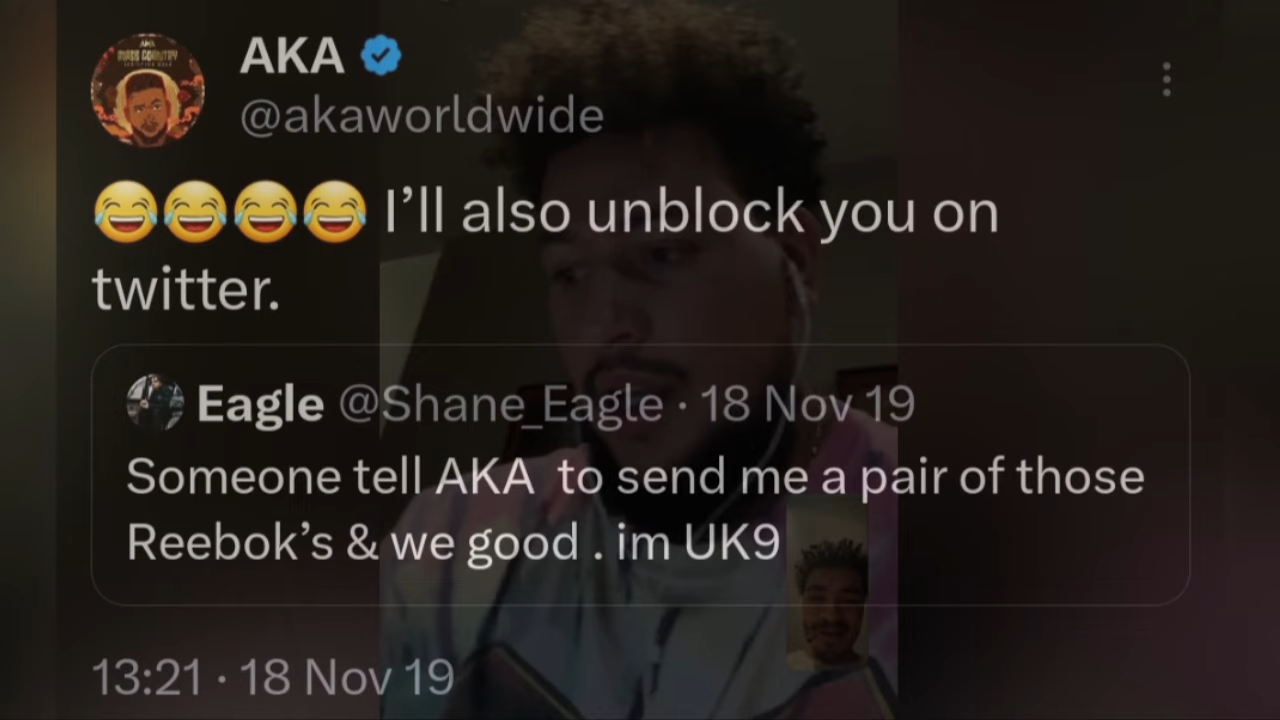 AKA
@akaworldwide
😂😂😂😂 I’ll also unblock you on
twitter.
Eagle @Shane_Eagle · 18 Nov 19
Someone tell AKA  to send me a pair of those
Reebok’s & we good . im UK9
13:21 · 18 Nov 19